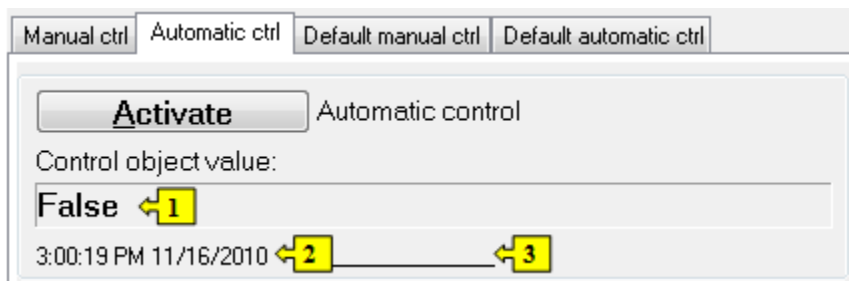 Manual ctrl Automatic ctrl Default manual ctrl Default automatic ctrl
Activate Automatic control
Control object value:
False 1
3:00:19 PM 11/16/2010 2 3